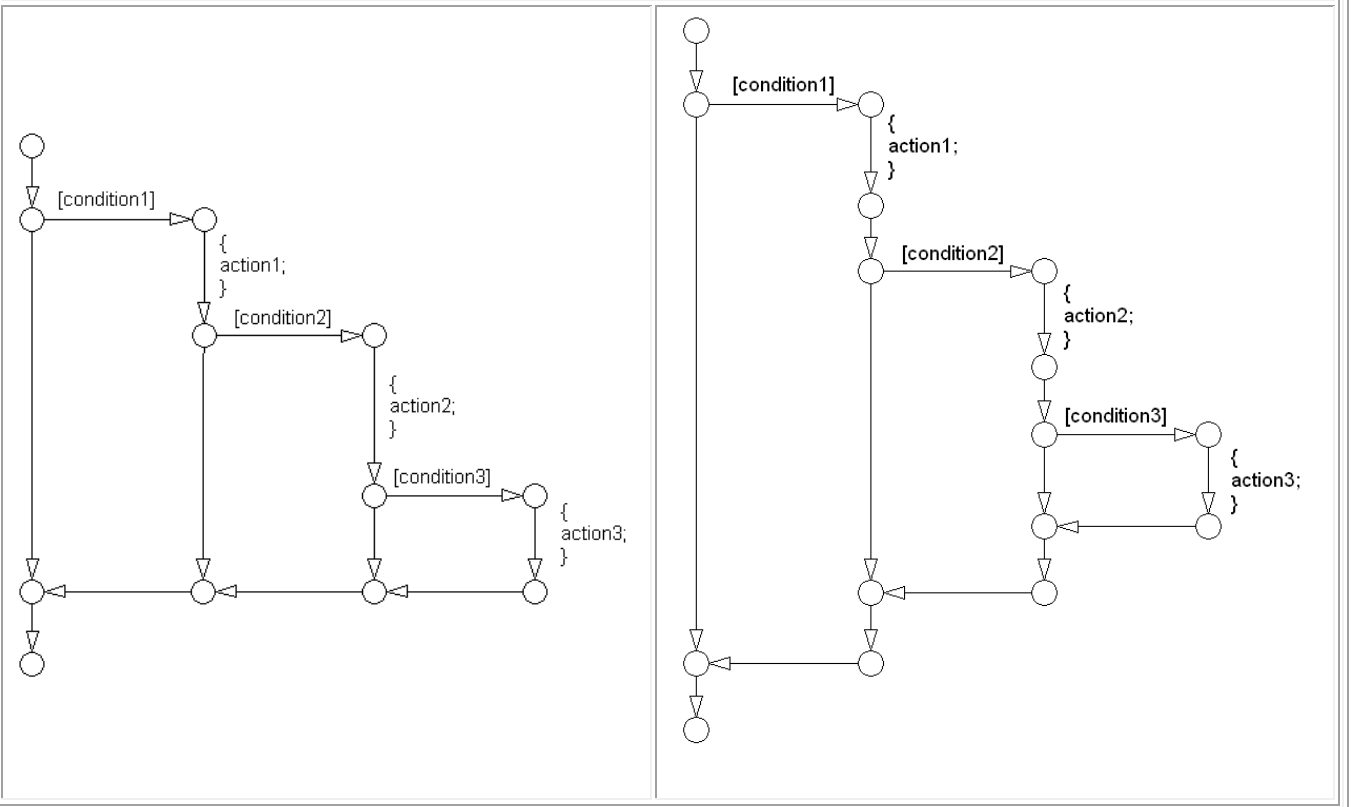 [condition1]
{
action1;
}
[condition2]
{
action2;
}
[condition3]
{
action3;
}
[condition1]
{
action1;
}
[condition2]
{
action2;
}
[condition3]
{
action3;
}